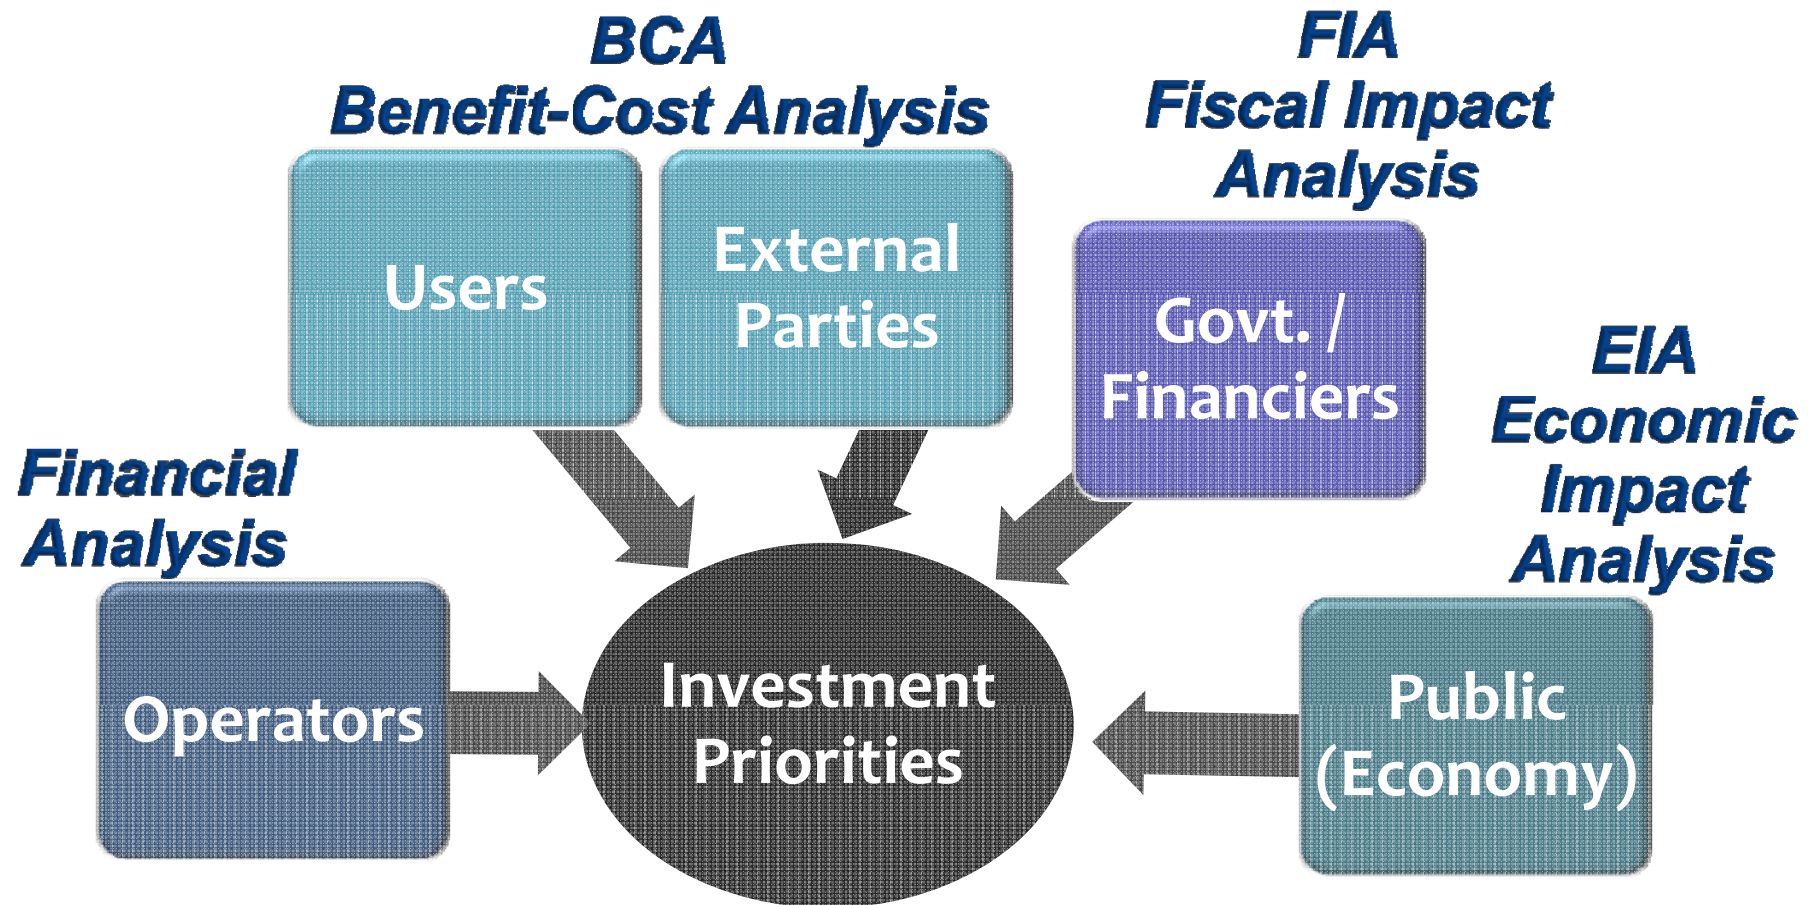 BCA
Benefit-Cost Analysis
FIA
Fiscal Impact
Analysis
Users
External
Parties
Govt. /
Financiers
EIA
Economic
Impact
Analysis
Financial
Analysis
Operators
Investment
Priorities
Public
(Economy)